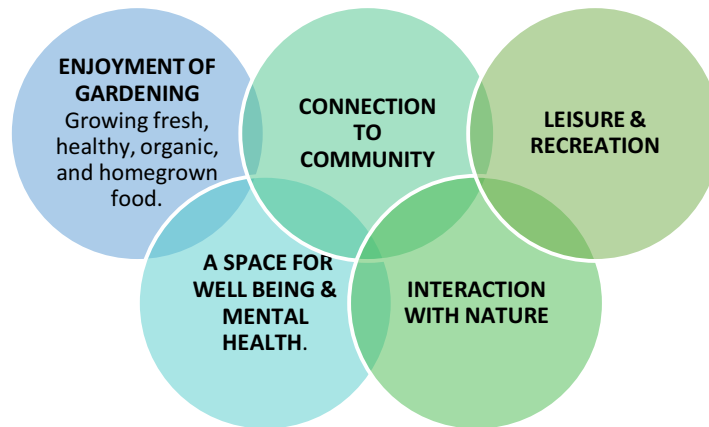 ENJOYMENT OF
GARDENING
Growing fresh,
healthy, organic,
and homegrown
food.
CONNECTION
TO
COMMUNITY
LEISURE &
RECREATION
A SPACE FOR
WELL BEING &
MENTAL
HEALTH.
INTERACTION
WITH NATURE